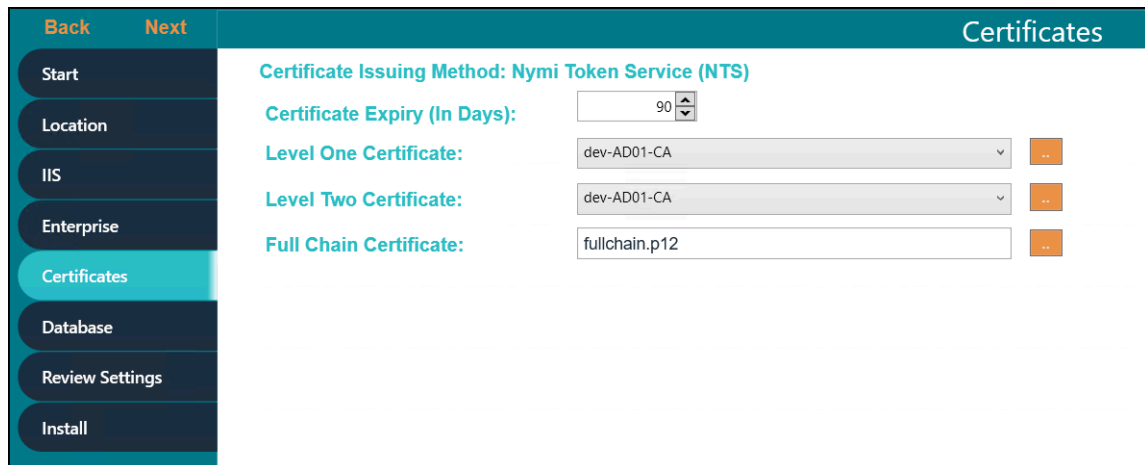 Back Next
Certificates
Start
Location
IIS
Enterprise
Certificates
Database
Review Settings
Install
Certificate Issuing Method: Nymi Token Service (NTS)
Certificate Expiry (In Days): 90
Level One Certificate: dev-AD01-CA ..
Level Two Certificate: dev-AD01-CA ..
Full Chain Certificate: fullchain.p12 ..